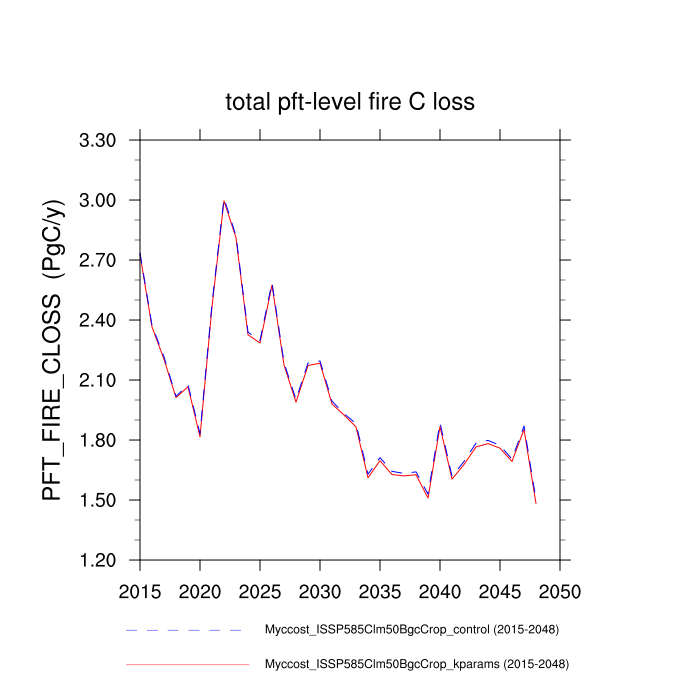 total pft-level fire C loss
PFT_FIRE_CLOSS (PgC/y)
3.30
3.00
2.70
2.40
2.10
1.80
1.50
1.20
2015 2020 2025 2030 2035 2040 2045 2050
Myccost_ISSP585Clm50BgcCrop_control (2015-2048)
Myccost_ISSP585Clm50BgcCrop_kparams (2015-2048)